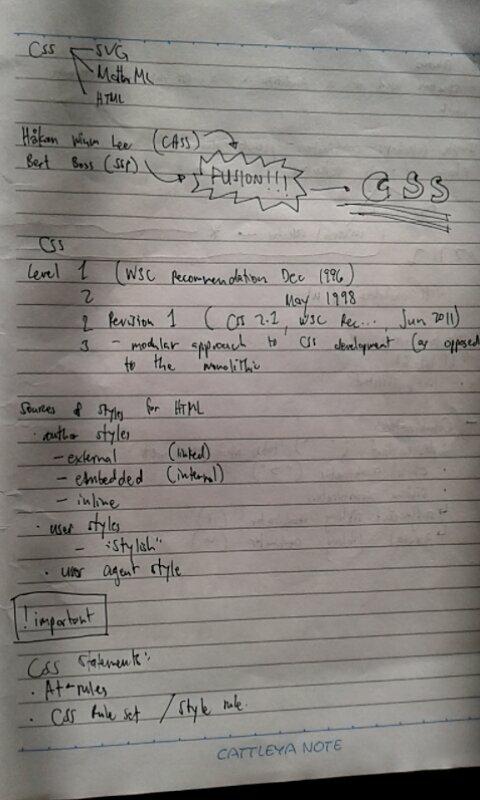 CSS SVG
MathML
HTML
Håkon Wium Lee (CASS)
Bert Boss (SSP) FUSION!!! CSS
CSS
Level 1 (W3C Recommendation Dec 1996)
2 May 1998
2 Revision 1 (CSS 2.1, W3C Rec..., Jun 2011)
3 - modular approach to CSS development (as opposed
to the monolithic
Sources of styles for HTML
· author styles
- external (linked)
- embedded (internal)
- inline
· user styles
- "Stylish"
· user agent style
!important
CSS Statements:
· At-rules
· CSS Rule set / Style rule.
CATTLEYA NOTE